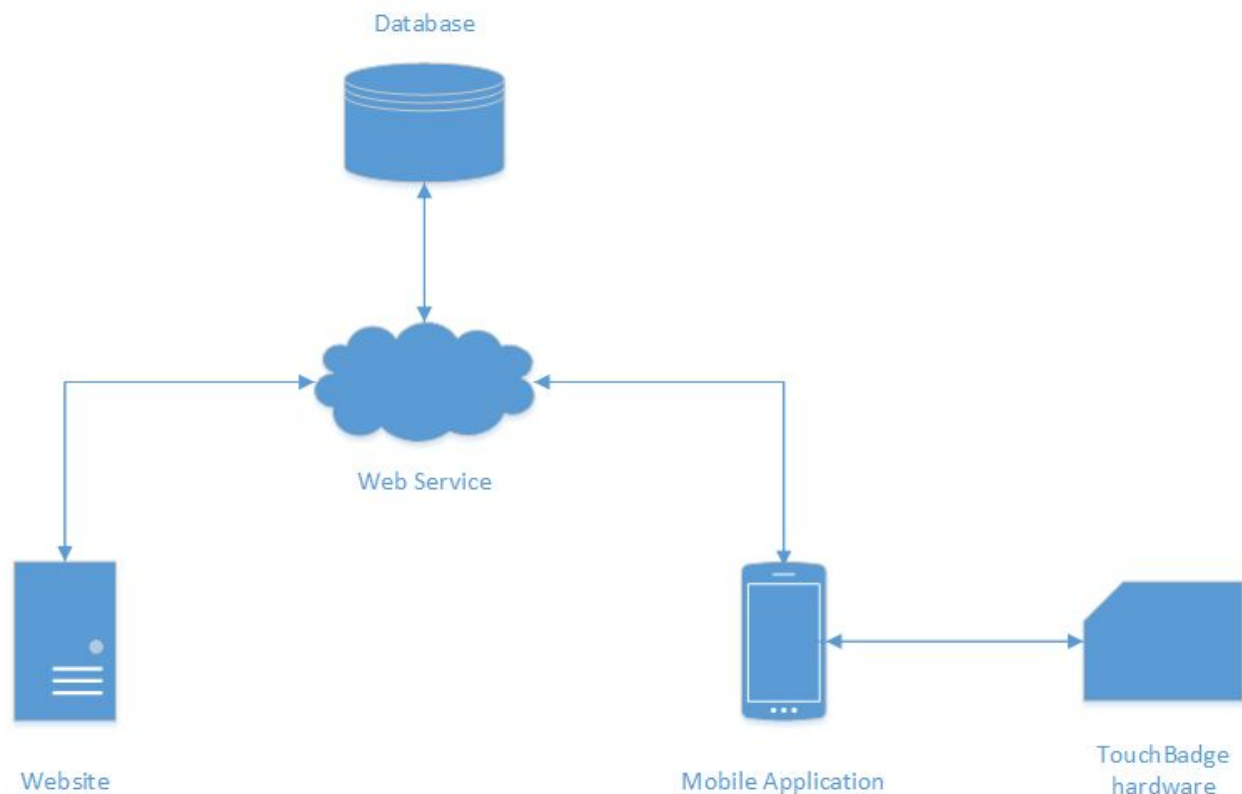 Database
Web Service
Website
Mobile Application
TouchBadge
hardware